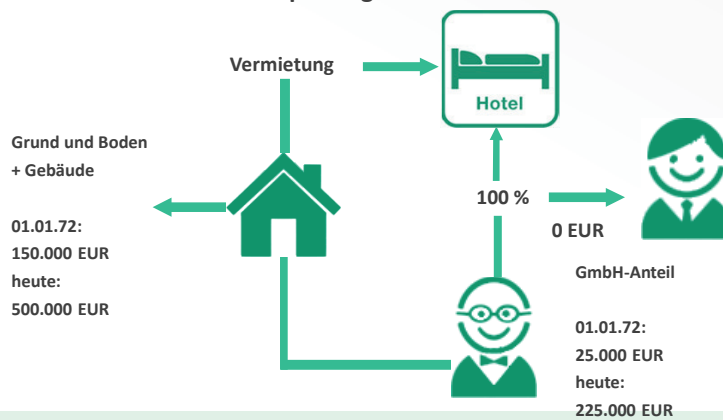 Vermietung
Hotel
Grund und Boden
+ Gebäude
01.01.72:
150.000 EUR
heute:
500.000 EUR
100 %
0 EUR
GmbH-Anteil
01.01.72:
25.000 EUR
heute:
225.000 EUR